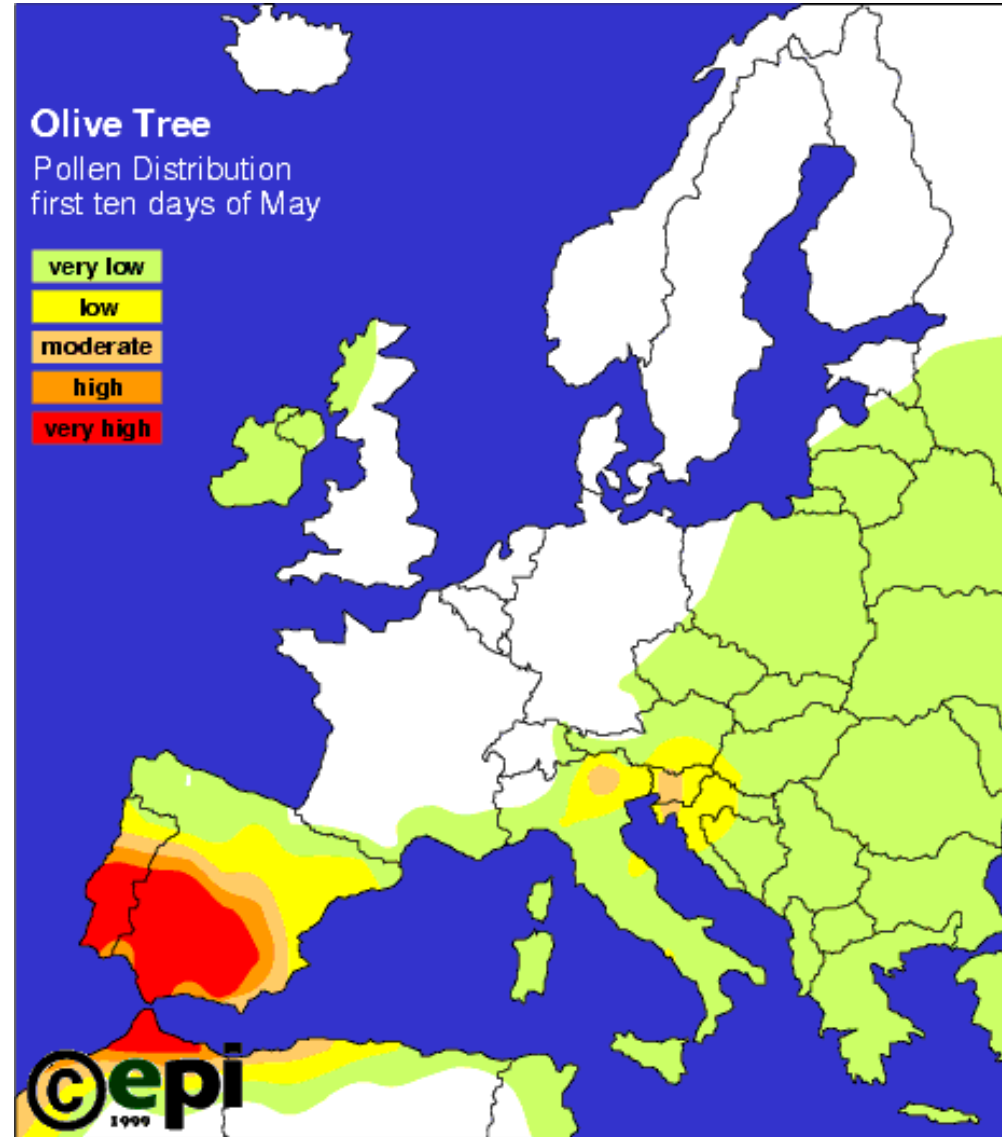 Olive Tree
Pollen Distribution
first ten days of May
very low
low
moderate
high
very high
©epi
1999